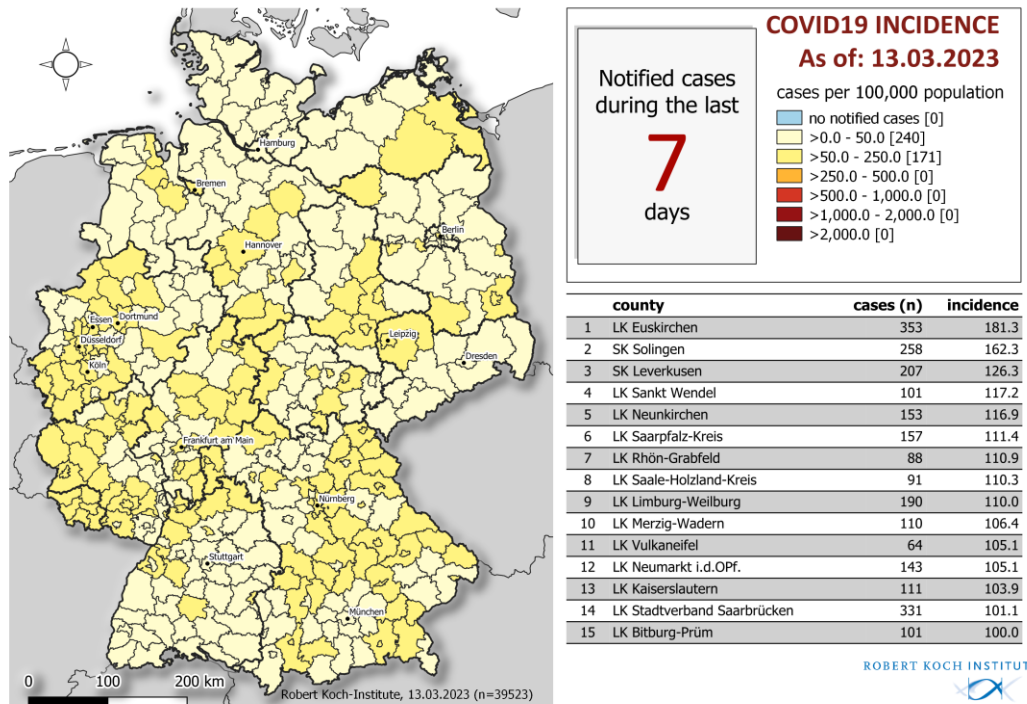 Hamburg
Bremen
Berlin
Hannover
Essen
Dortmund
Düsseldorf
Leipzig
Köln
Dresden
Frankfurt am Main
Nürnberg
Stuttgart
München
0 100 200 km
Robert Koch-Institute, 13.03.2023 (n=39523)
Notified cases
during the last
7
days
COVID19 INCIDENCE
As of: 13.03.2023
cases per 100,000 population
no notified cases [0]
>0.0 - 50.0 [240]
>50.0 - 250.0 [171]
>250.0 - 500.0 [0]
>500.0 - 1,000.0 [0]
>1,000.0 - 2,000.0 [0]
>2,000.0 [0]
county cases (n) incidence
1 LK Euskirchen 353 181.3
2 SK Solingen 258 162.3
3 SK Leverkusen 207 126.3
4 LK Sankt Wendel 101 117.2
5 LK Neunkirchen 153 116.9
6 LK Saarpfalz-Kreis 157 111.4
7 LK Rhön-Grabfeld 88 110.9
8 LK Saale-Holzland-Kreis 91 110.3
9 LK Limburg-Weilburg 190 110.0
10 LK Merzig-Wadern 110 106.4
11 LK Vulkaneifel 64 105.1
12 LK Neumarkt i.d.OPf. 143 105.1
13 LK Kaiserslautern 111 103.9
14 LK Stadtverband Saarbrücken 331 101.1
15 LK Bitburg-Prüm 101 100.0
ROBERT KOCH INSTITUT